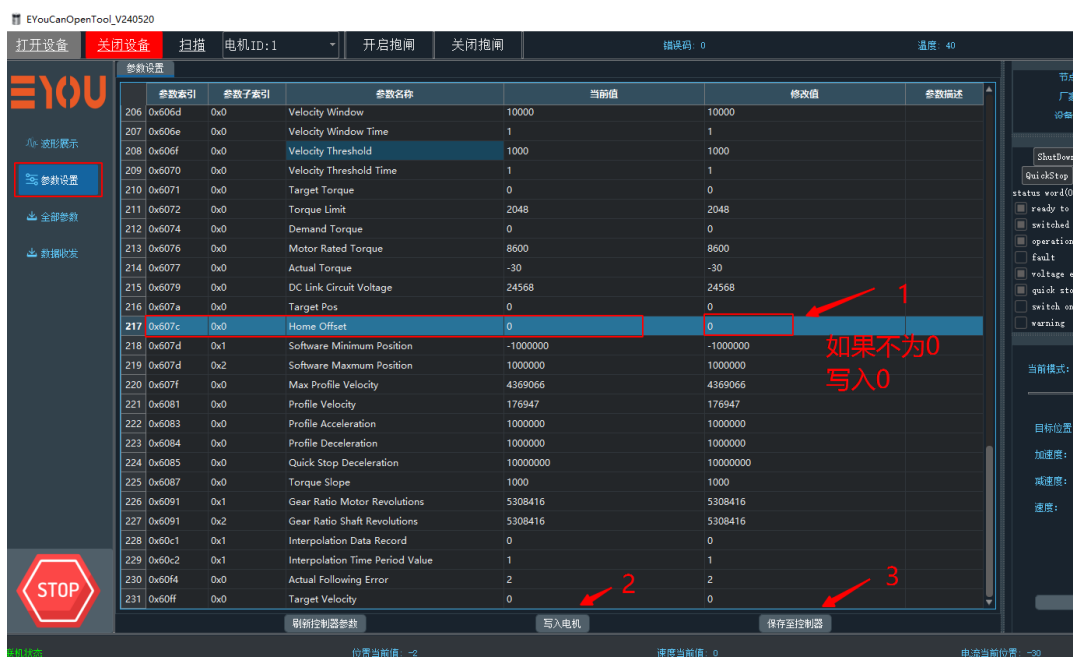 EYouCanOpenTool_V240520
打开设备 关闭设备 扫描 电机ID:1 开启抱闸 关闭抱闸 错误码: 0 温度: 40
EYOU
波形展示
参数设置
全部参数
数据收发
STOP
参数设置
参数索引 参数子索引 参数名称 当前值 修改值 参数描述
206 0x606d 0x0 Velocity Window 10000 10000
207 0x606e 0x0 Velocity Window Time 1 1
208 0x606f 0x0 Velocity Threshold 1000 1000
209 0x6070 0x0 Velocity Threshold Time 1 1
210 0x6071 0x0 Target Torque 0 0
211 0x6072 0x0 Torque Limit 2048 2048
212 0x6074 0x0 Demand Torque 0 0
213 0x6076 0x0 Motor Rated Torque 8600 8600
214 0x6077 0x0 Actual Torque -30 -30
215 0x6079 0x0 DC Link Circuit Voltage 24568 24568
216 0x607a 0x0 Target Pos 0 0
217 0x607c 0x0 Home Offset 0 0
218 0x607d 0x1 Software Minimum Position -1000000 -1000000
219 0x607d 0x2 Software Maxmum Position 1000000 1000000
220 0x607f 0x0 Max Profile Velocity 4369066 4369066
221 0x6081 0x0 Profile Velocity 176947 176947
222 0x6083 0x0 Profile Acceleration 1000000 1000000
223 0x6084 0x0 Profile Deceleration 1000000 1000000
224 0x6085 0x0 Quick Stop Deceleration 10000000 10000000
225 0x6087 0x0 Torque Slope 1000 1000
226 0x6091 0x1 Gear Ratio Motor Revolutions 5308416 5308416
227 0x6091 0x2 Gear Ratio Shaft Revolutions 5308416 5308416
228 0x60c1 0x1 Interpolation Data Record 0 0
229 0x60c2 0x1 Interpolation Time Period Value 1 1
230 0x60f4 0x0 Actual Following Error 2 2
231 0x60ff 0x0 Target Velocity 0 0
1
如果不为0
写入0
2
3
刷新控制器参数 写入电机 保存至控制器
ShutDown
QuickStop
status word(0
ready to
switched
operation
fault
voltage e
quick sto
switch on
warning
当前模式:
目标位置
加速度:
减速度:
速度:
位置当前值: -2 速度当前值: 0 电流当前位置: -30